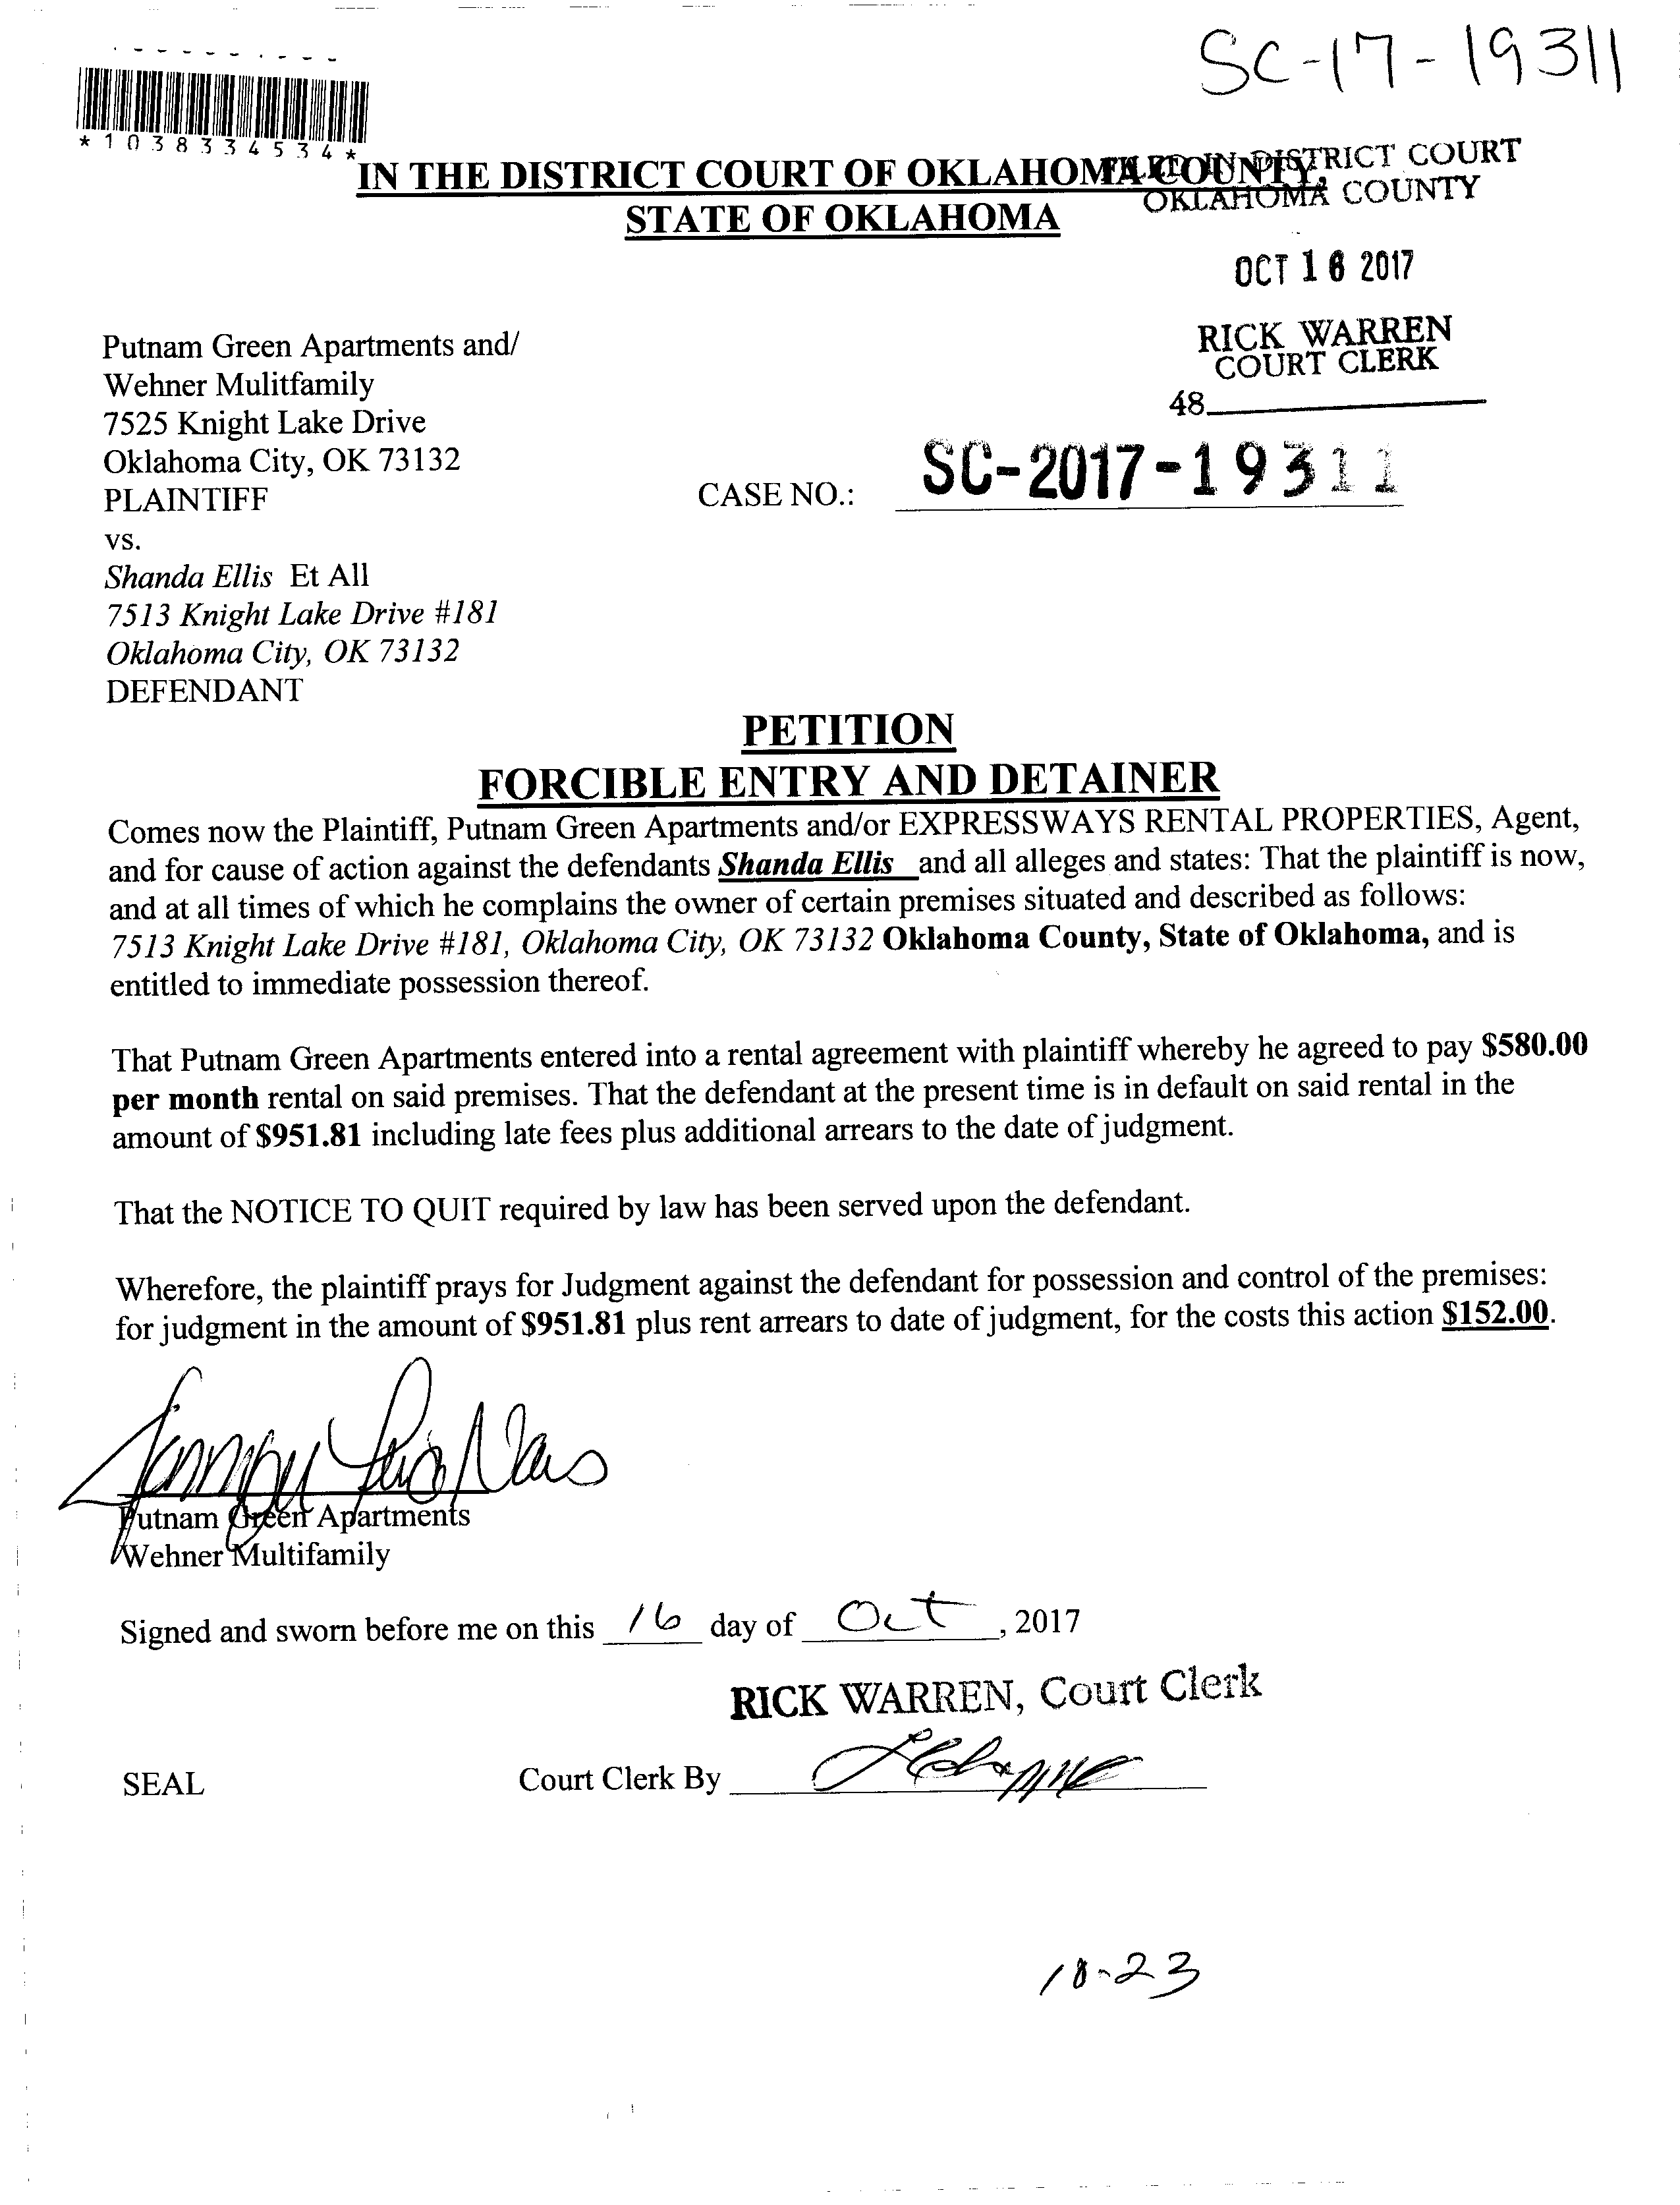 SC-17-19311
*1038334534*
IN THE DISTRICT COURT OF OKLAHOMA COUNTY,
STATE OF OKLAHOMA
FILED IN DISTRICT COURT
OKLAHOMA COUNTY
OCT 16 2017
RICK WARREN
COURT CLERK
48
Putnam Green Apartments and/
Wehner Mulitfamily
7525 Knight Lake Drive
Oklahoma City, OK 73132
PLAINTIFF
CASE NO.: SC-2017-19311
vs.
Shanda Ellis Et All
7513 Knight Lake Drive #181
Oklahoma City, OK 73132
DEFENDANT
PETITION
FORCIBLE ENTRY AND DETAINER
Comes now the Plaintiff, Putnam Green Apartments and/or EXPRESSWAYS RENTAL PROPERTIES, Agent,
and for cause of action against the defendants Shanda Ellis and all alleges and states: That the plaintiff is now,
and at all times of which he complains the owner of certain premises situated and described as follows:
7513 Knight Lake Drive #181, Oklahoma City, OK 73132 Oklahoma County, State of Oklahoma, and is
entitled to immediate possession thereof.
That Putnam Green Apartments entered into a rental agreement with plaintiff whereby he agreed to pay $580.00
per month rental on said premises. That the defendant at the present time is in default on said rental in the
amount of $951.81 including late fees plus additional arrears to the date of judgment.
That the NOTICE TO QUIT required by law has been served upon the defendant.
Wherefore, the plaintiff prays for Judgment against the defendant for possession and control of the premises:
for judgment in the amount of $951.81 plus rent arrears to date of judgment, for the costs this action $152.00.
Putnam Green Apartments
Wehner Multifamily
Signed and sworn before me on this 16 day of Oct, 2017
RICK WARREN, Court Clerk
SEAL
Court Clerk By
10-23